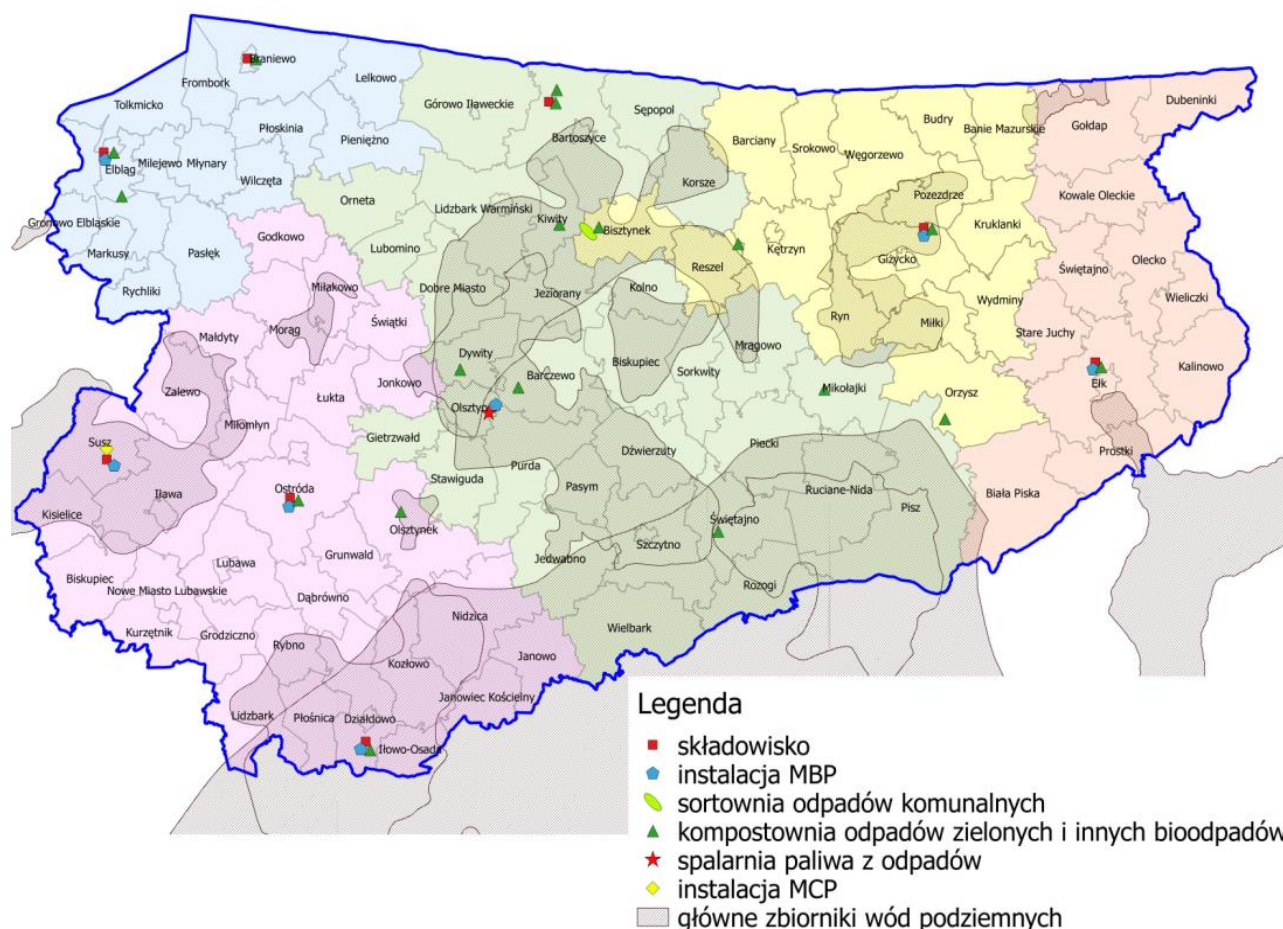 Braniewo
Frombork
Lelkowo
Tolkmicko
Górowo Iławeckie
Sępopol
Dubeninki
Płoskinia
Pieniężno
Bartoszyce
Barciany
Srokowo
Budry
Węgorzewo
Banie Mazurskie
Gołdap
Elbląg
Milejewo
Młynary
Wilczęta
Korsze
Pozezdrze
Kowale Oleckie
Orneta
Lidzbark Warmiński
Kiwity
Bisztynek
Kruklanki
Gronowo Elbląskie
Godkowo
Lubomino
Reszel
Kętrzyn
Giżycko
Markusy
Pasłęk
Świętajno
Olecko
Rychliki
Miłakowo
Dobre Miasto
Jeziorany
Kolno
Wydminy
Wieliczki
Małdyty
Morąg
Świątki
Ryn
Miłki
Stare Juchy
Dywity
Biskupiec
Mrągowo
Sorkwity
Kalinowo
Zalewo
Jonkowo
Barczewo
Mikołajki
Orzysz
Ełk
Łukta
Olsztyn
Susz
Miłomłyn
Gietrzwałd
Dźwierzuty
Piecki
Prostki
Purda
Stawiguda
Iława
Ostróda
Pasym
Ruciane-Nida
Biała Piska
Kisielice
Olsztynek
Świętajno
Pisz
Szczytno
Grunwald
Jedwabno
Lubawa
Biskupiec
Nowe Miasto Lubawskie
Dąbrówno
Rozogi
Nidzica
Wielbark
Kurzętnik
Grodziczno
Rybno
Kozłowo
Janowo
Janowiec Kościelny
Lidzbark
Płośnica
Działdowo
Iłowo-Osada
Legenda
składowisko
instalacja MBP
sortownia odpadów komunalnych
kompostownia odpadów zielonych i innych bioodpadów
spalarnia paliwa z odpadów
instalacja MCP
główne zbiorniki wód podziemnych